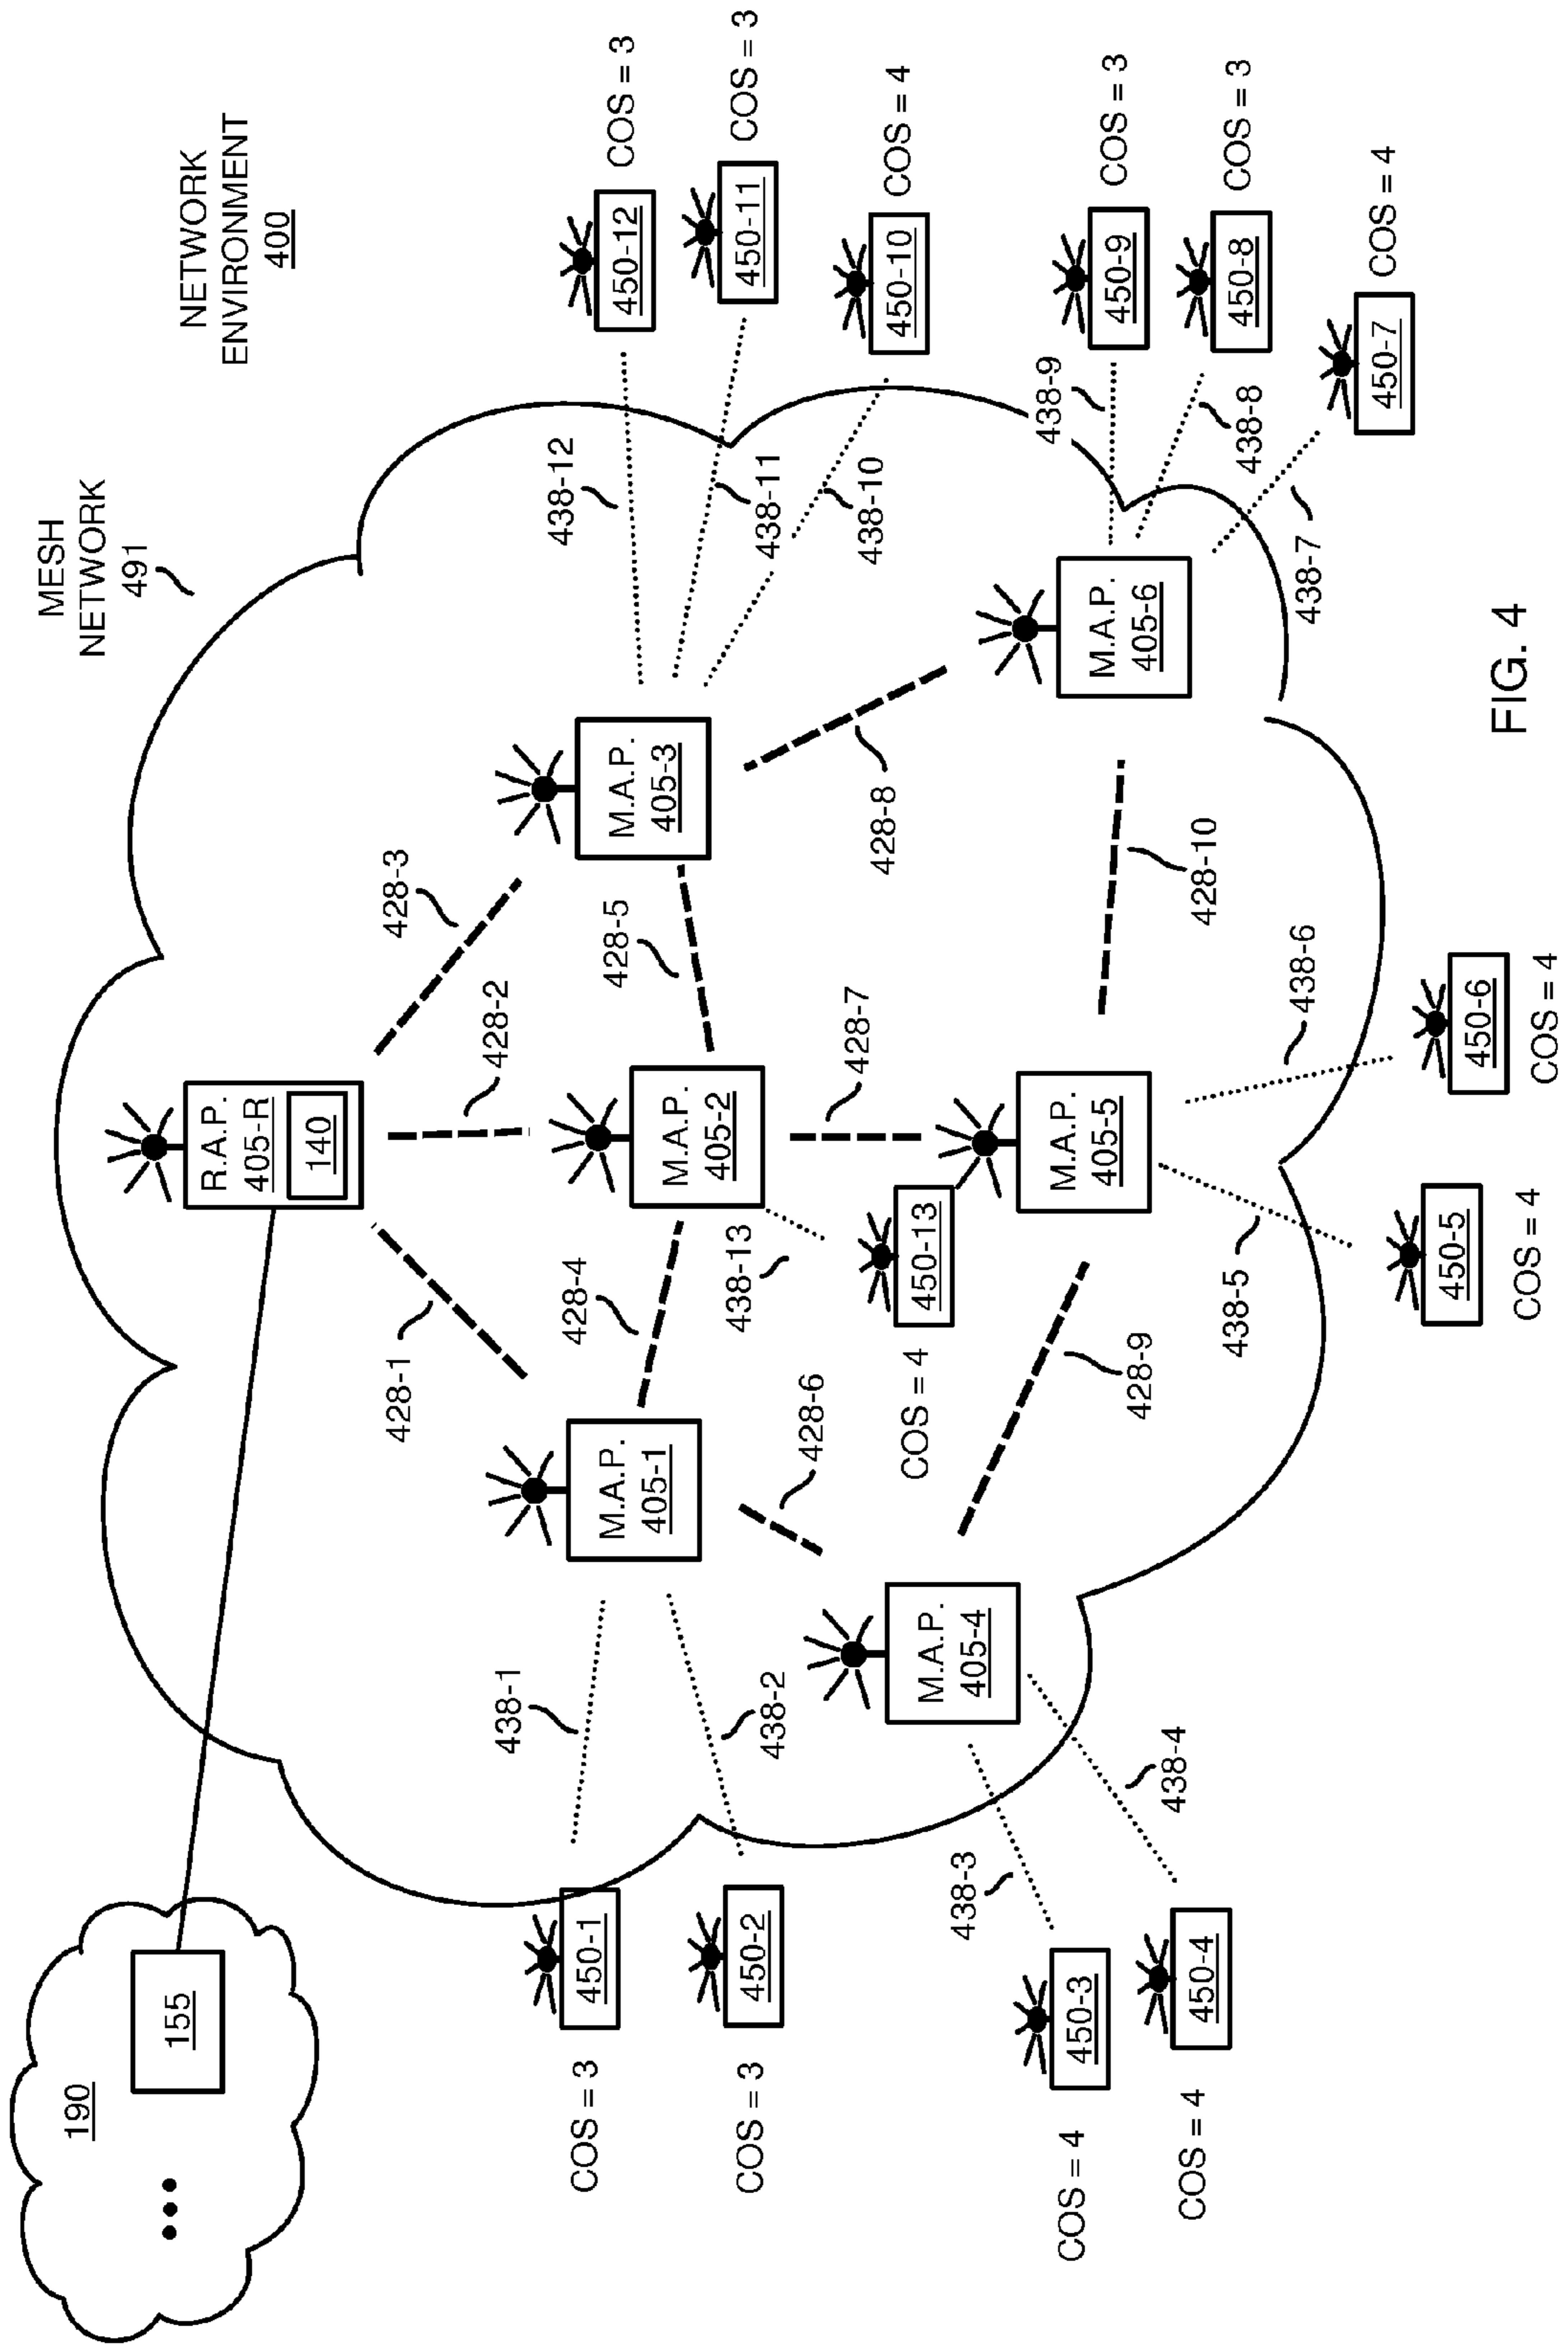 190
155
MESH
NETWORK
491
NETWORK
ENVIRONMENT
400
R.A.P.
405-R
140
428-1
428-2
428-3
438-1
M.A.P.
405-1
428-4
M.A.P.
405-2
428-5
M.A.P.
405-3
438-12
450-12
COS = 3
COS = 3
450-1
438-11
450-11
COS = 3
COS = 3
450-2
438-2
428-6
438-13
450-13
COS = 4
428-7
428-8
438-10
450-10
COS = 4
M.A.P.
405-4
438-3
COS = 4
450-3
438-4
COS = 4
450-4
428-9
M.A.P.
405-5
428-10
M.A.P.
405-6
438-9
450-9
COS = 3
438-8
450-8
COS = 3
438-7
450-7
COS = 4
438-5
450-5
COS = 4
438-6
450-6
COS = 4
FIG. 4